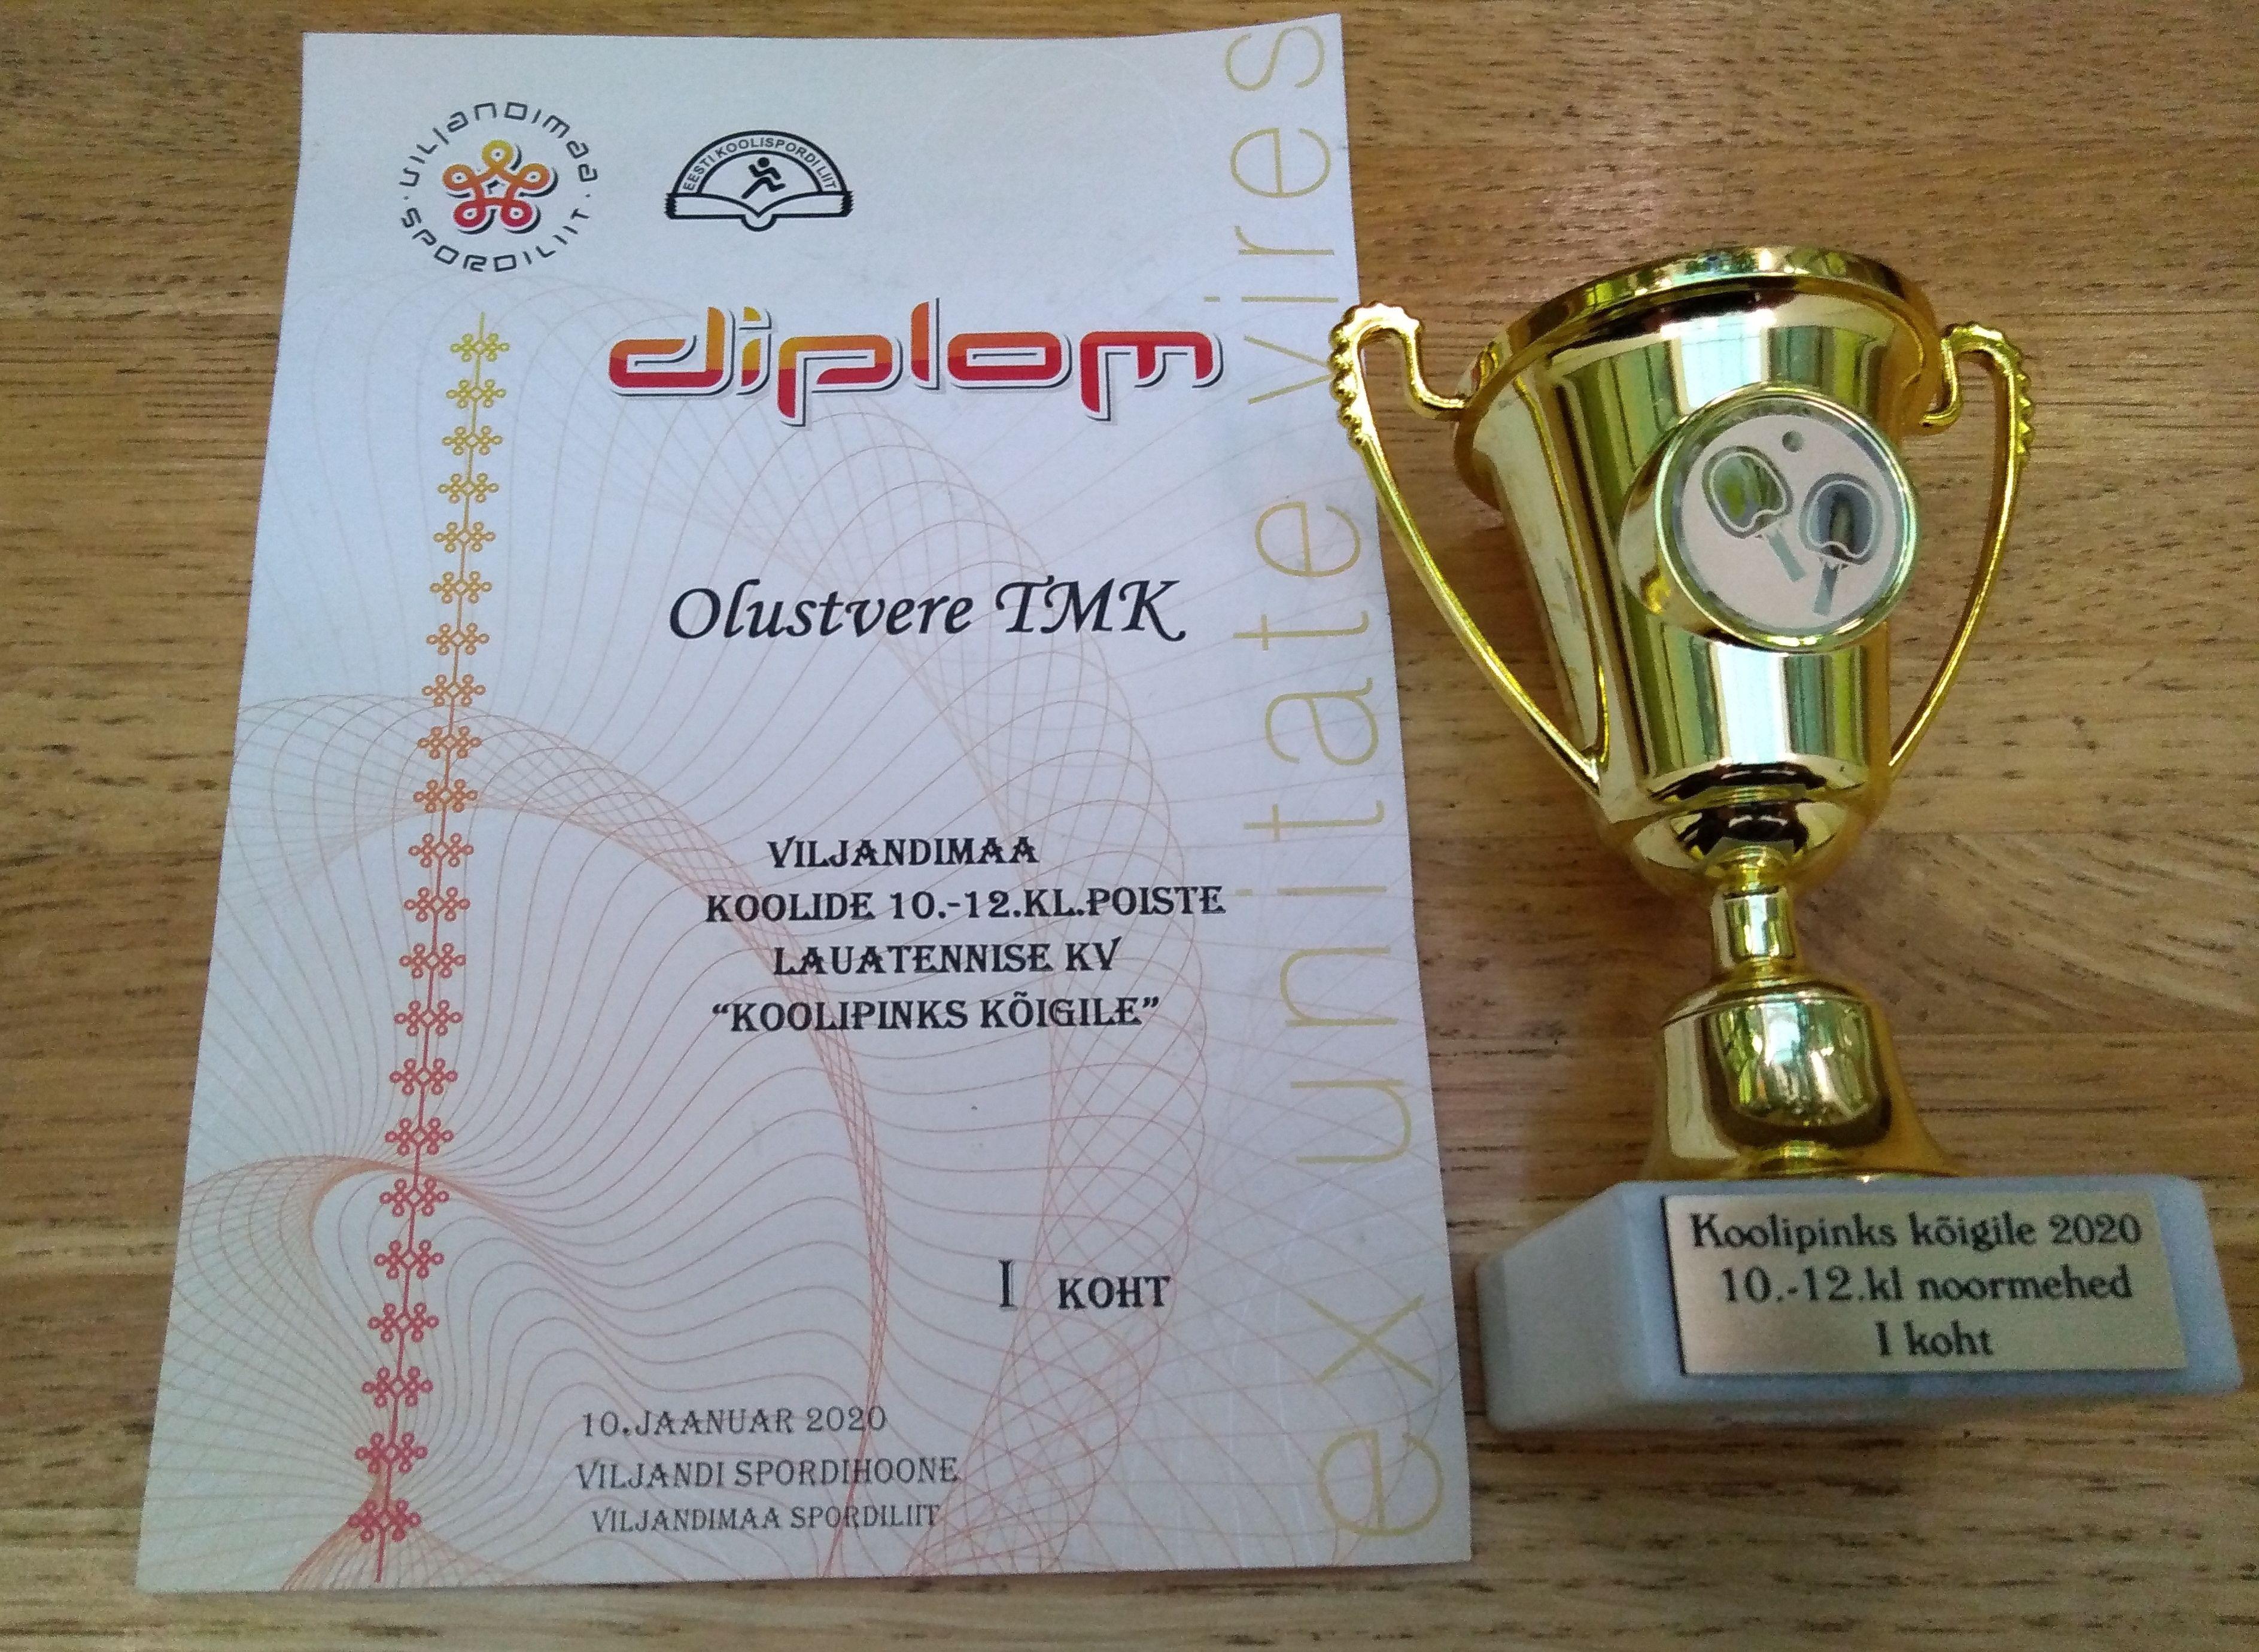 VILJANDIMAA
SPORDILIIT
EESTI KOOLISPORDI LIIT
diplom
Olustvere TMK
VILJANDIMAA
KOOLIDE 10.-12.KL.POISTE
LAUATENNISE KV
“KOOLIPINKS KÕIGILE”
I KOHT
10.JAANUAR 2020
VILJANDI SPORDIHOONE
VILJANDIMAA SPORDILIIT
ex unitate vires
Koolipinks kõigile 2020
10.-12.kl noormehed
I koht